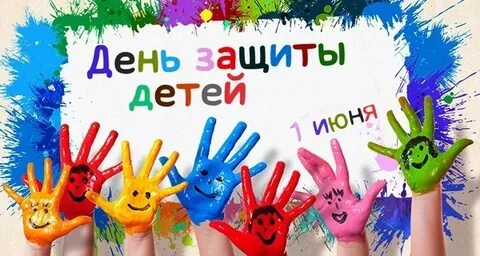 День защиты
детей
1 июня